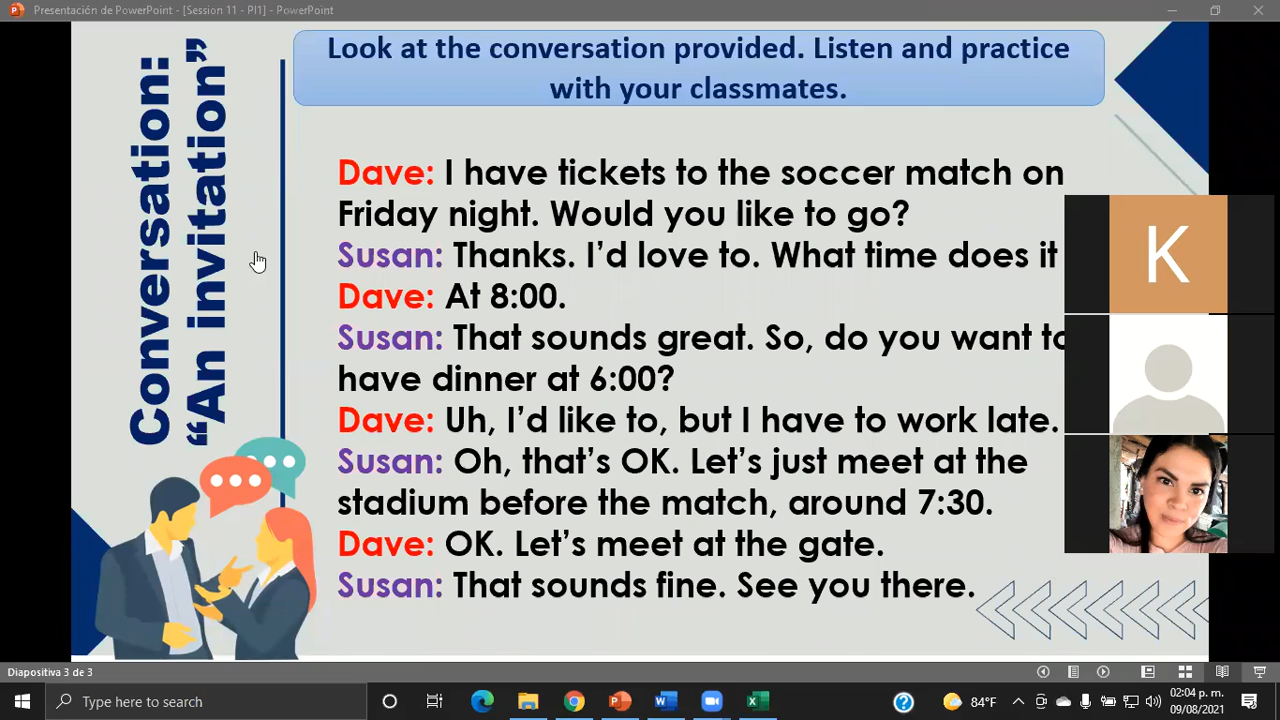 Presentación de PowerPoint - [Session 11 - PI1] - PowerPoint
Conversation:
“An invitation”
Look at the conversation provided. Listen and practice
with your classmates.
Dave: I have tickets to the soccer match on
Friday night. Would you like to go?
Susan: Thanks. I’d love to. What time does it
Dave: At 8:00.
Susan: That sounds great. So, do you want to
have dinner at 6:00?
Dave: Uh, I’d like to, but I have to work late.
Susan: Oh, that’s OK. Let’s just meet at the
stadium before the match, around 7:30.
Dave: OK. Let’s meet at the gate.
Susan: That sounds fine. See you there.
K
Diapositiva 3 de 3
Type here to search
84°F
02:04 p. m.
09/08/2021